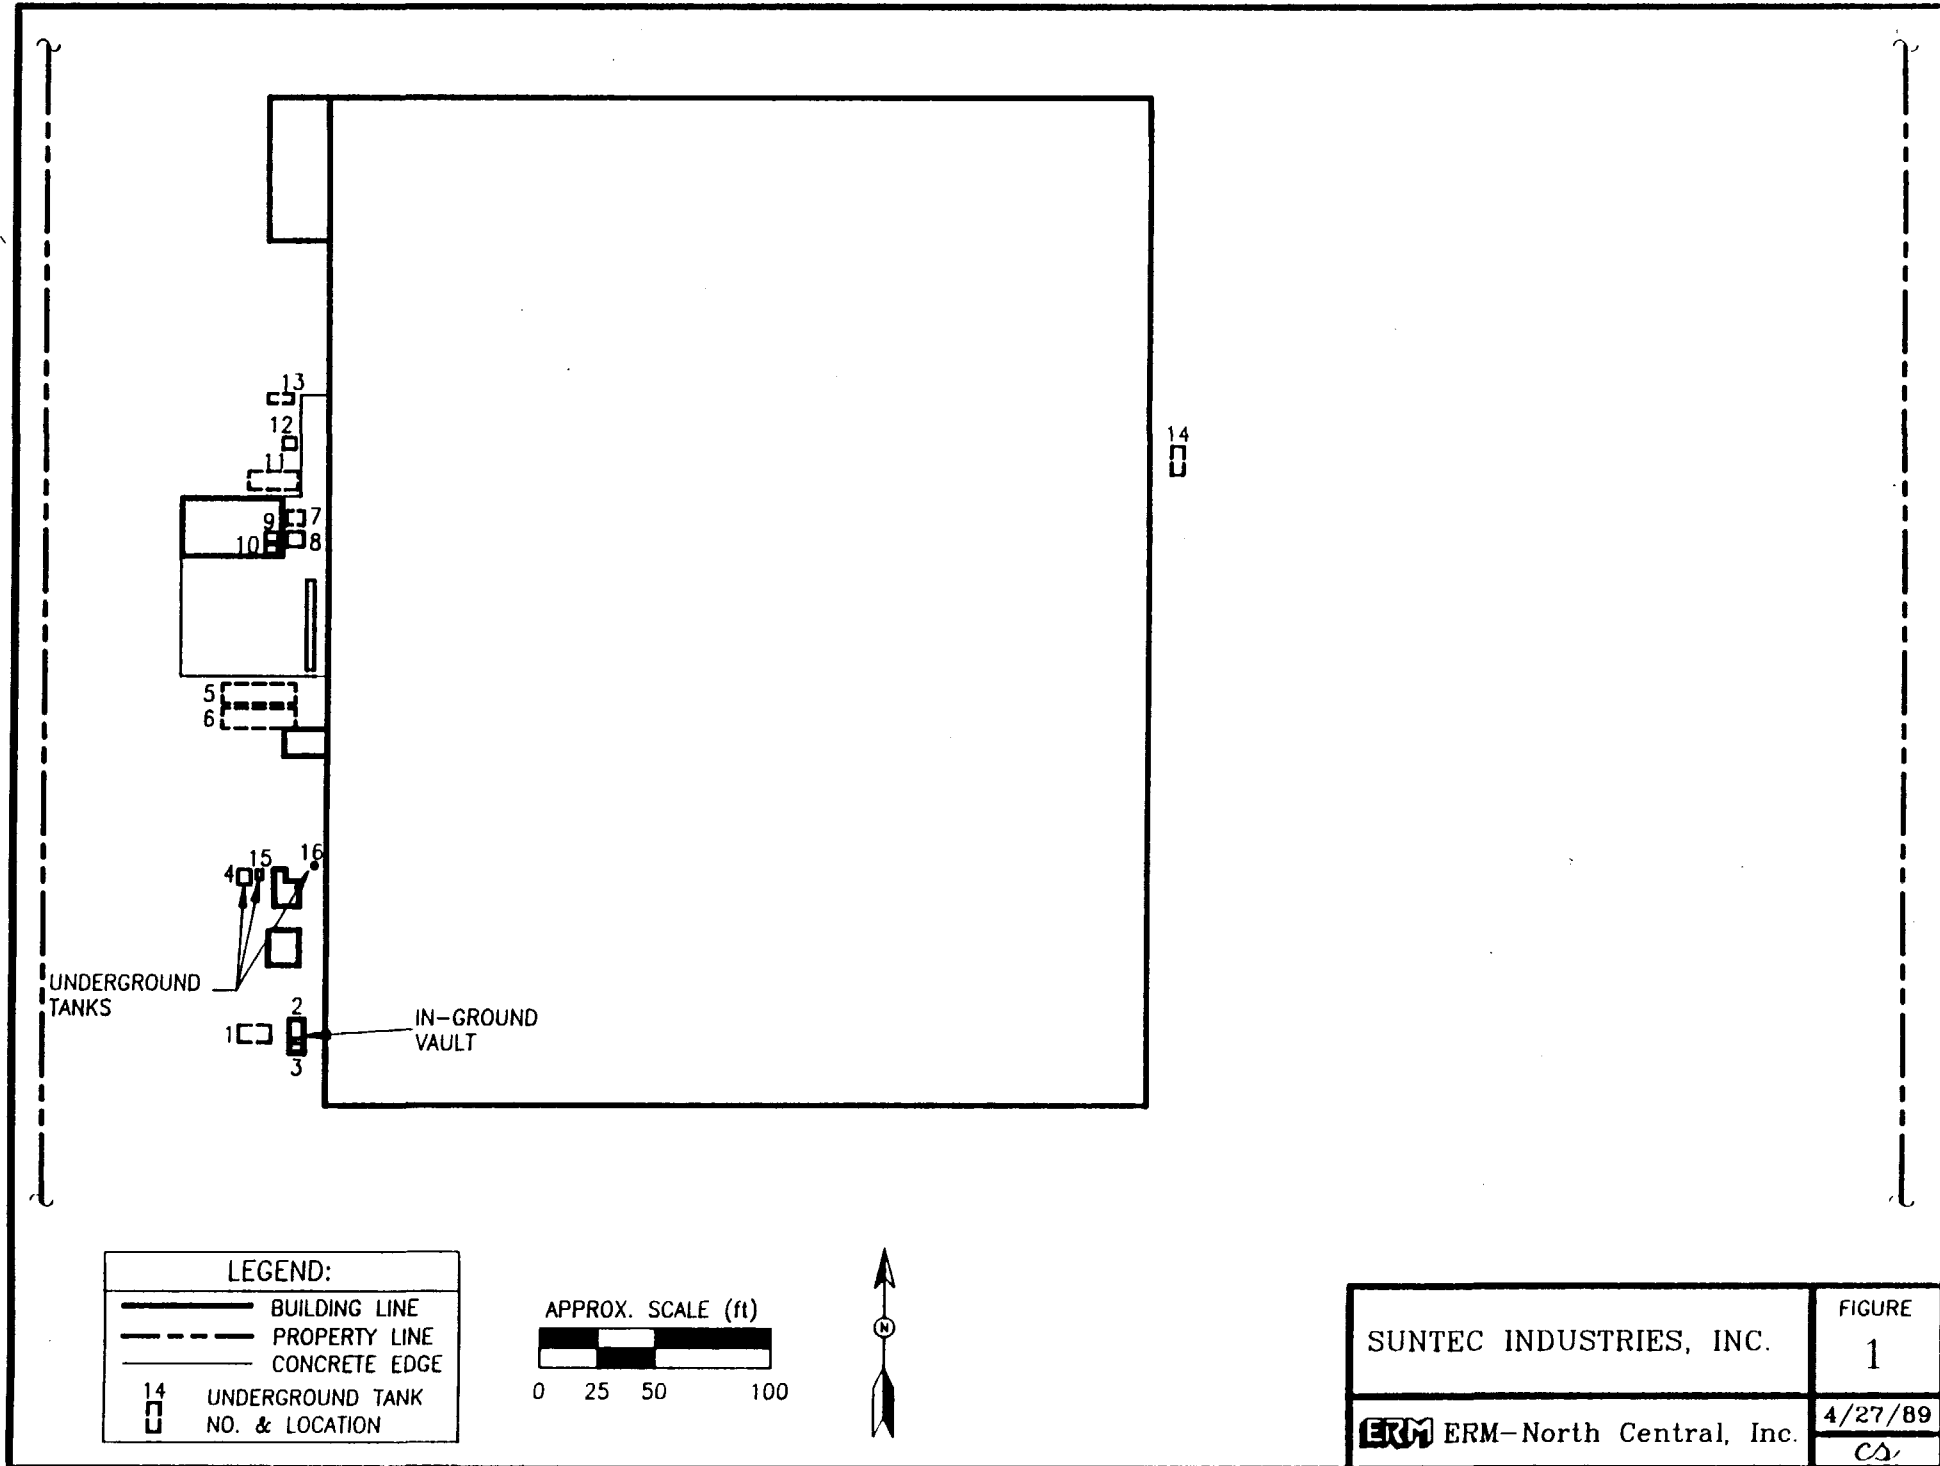 13
12
11
14
9
7
10
8
5
6
15
16
4
UNDERGROUND
TANKS
2
1
3
IN-GROUND
VAULT
LEGEND:
BUILDING LINE
PROPERTY LINE
CONCRETE EDGE
14
UNDERGROUND TANK
NO. & LOCATION
APPROX. SCALE (ft)
0 25 50 100
N
SUNTEC INDUSTRIES, INC.
FIGURE
1
ERM ERM-North Central, Inc.
4/27/89
CS